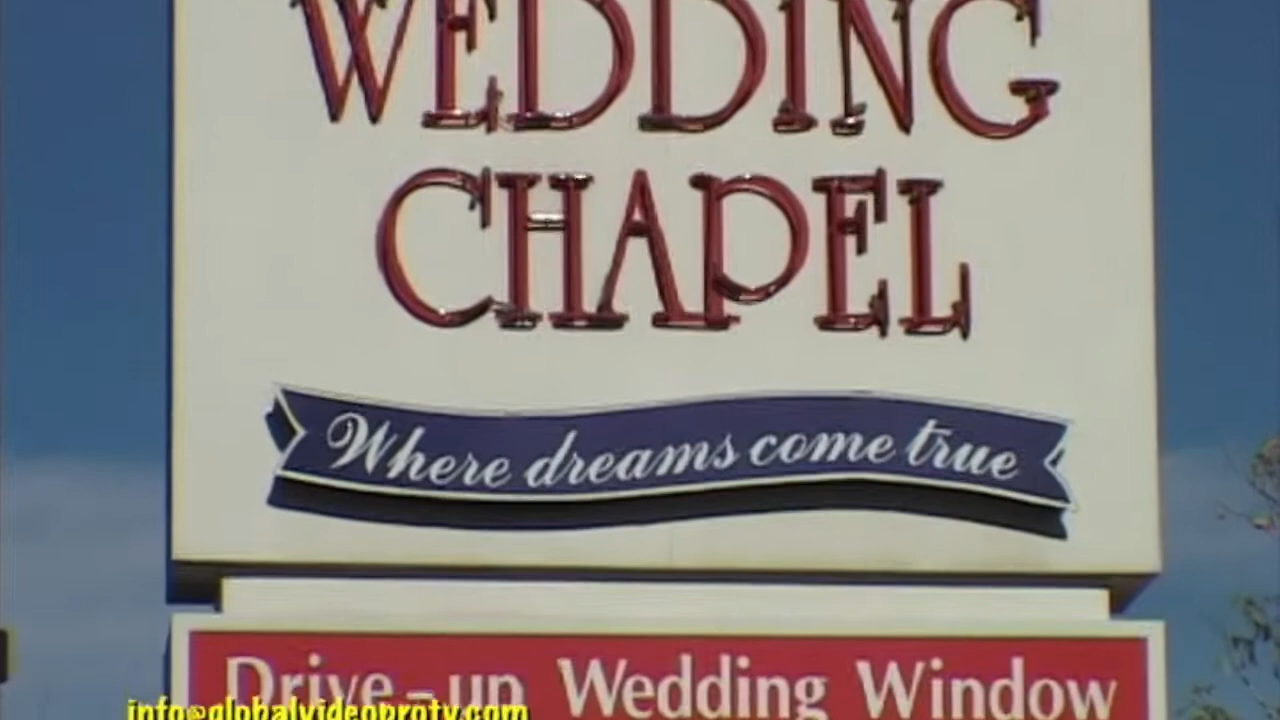 WEDDING
CHAPEL
Where dreams come true
Drive-up Wedding Window
info@globalvideoprotv.com